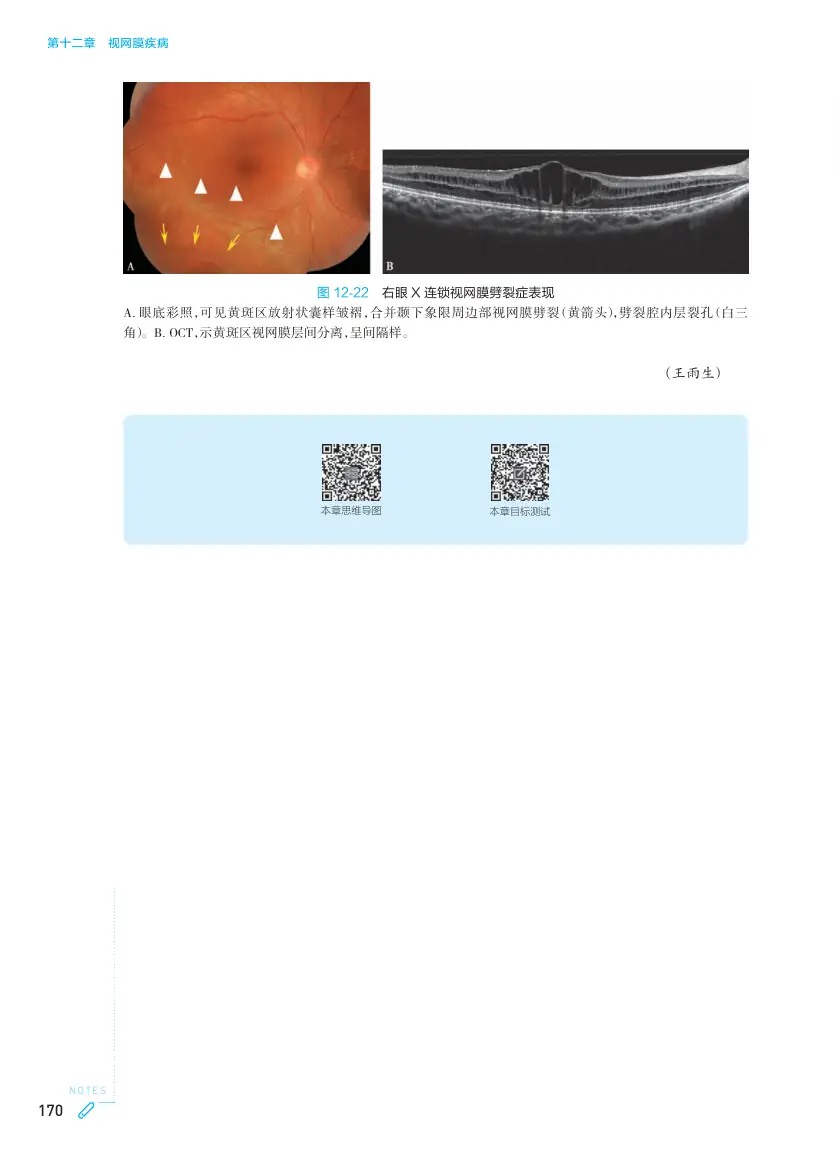 第十二章 视网膜疾病
A
B
图 12-22 右眼 X 连锁视网膜劈裂症表现
A. 眼底彩照,可见黄斑区放射状囊样皱褶,合并颞下象限周边部视网膜劈裂(黄箭头),劈裂腔内层裂孔(白三
角)。B. OCT,示黄斑区视网膜层间分离,呈间隔样。
(王雨生)
本章思维导图
本章目标测试
NOTES
170